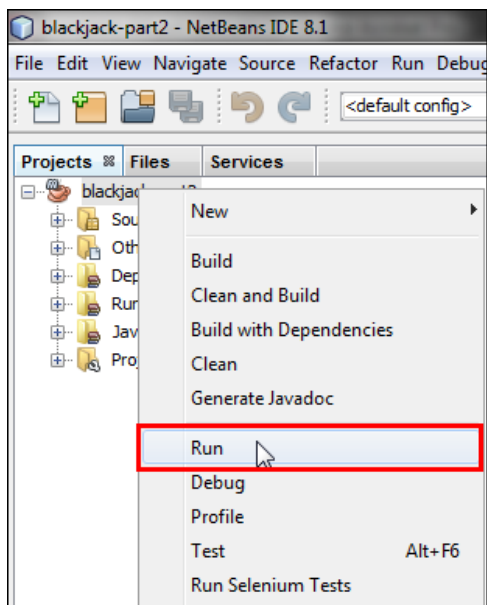 blackjack-part2 - NetBeans IDE 8.1
File Edit View Navigate Source Refactor Run Debug
<default config>
Projects Files Services
New
Build
Clean and Build
Build with Dependencies
Clean
Generate Javadoc
Run
Debug
Profile
Test Alt+F6
Run Selenium Tests